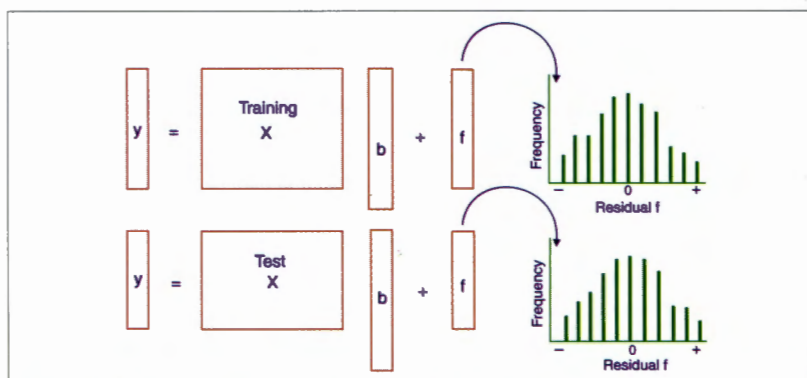 Training
y = X b + f
Frequency
– 0 +
Residual f
Test
y = X b + f
Frequency
– 0 +
Residual f